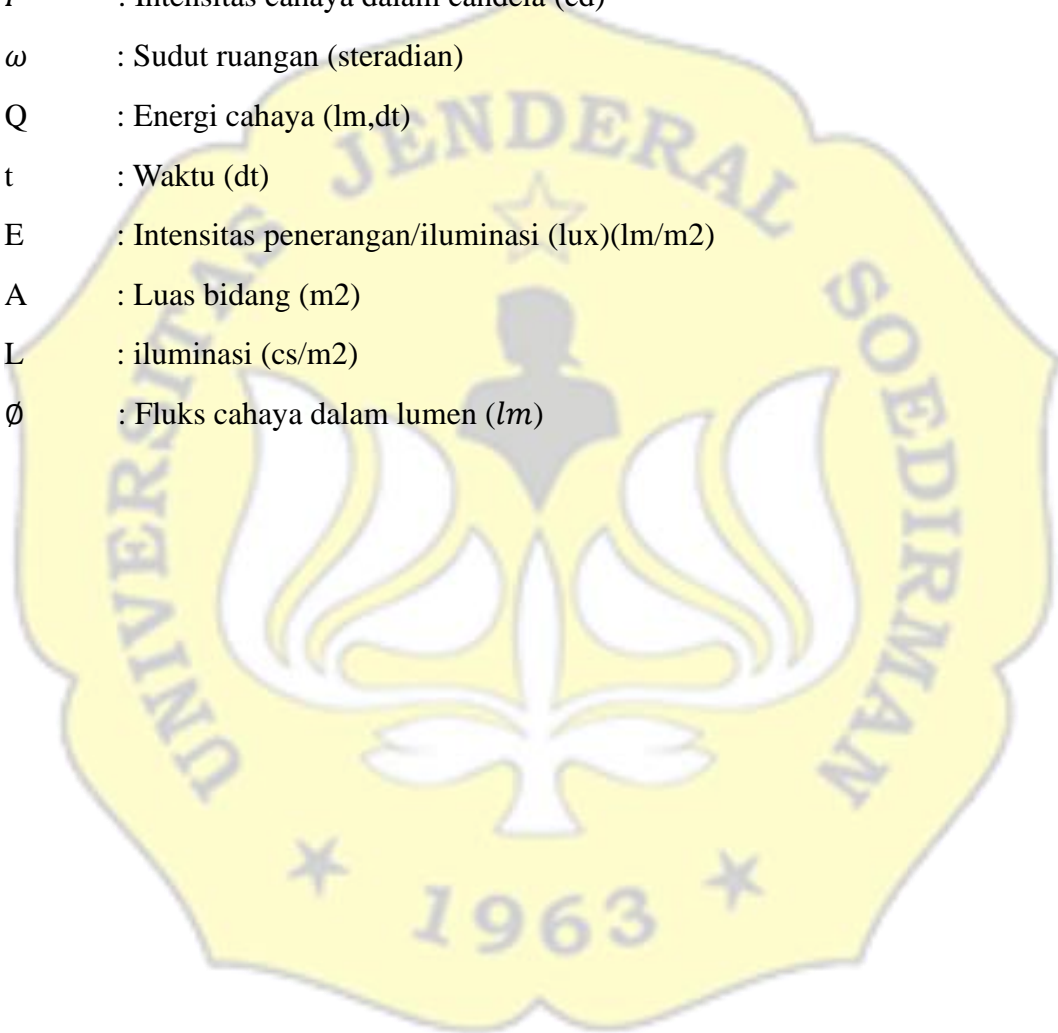 : Intensitas cahaya dalam candela (cd)
ω : Sudut ruangan (steradian)
Q : Energi cahaya (lm,dt)
t : Waktu (dt)
E : Intensitas penerangan/iluminasi (lux)(lm/m2)
A : Luas bidang (m2)
L : iluminasi (cs/m2)
∅ : Fluks cahaya dalam lumen (lm)
UNIVERSITAS JENDERAL SOEDIRMAN
1963